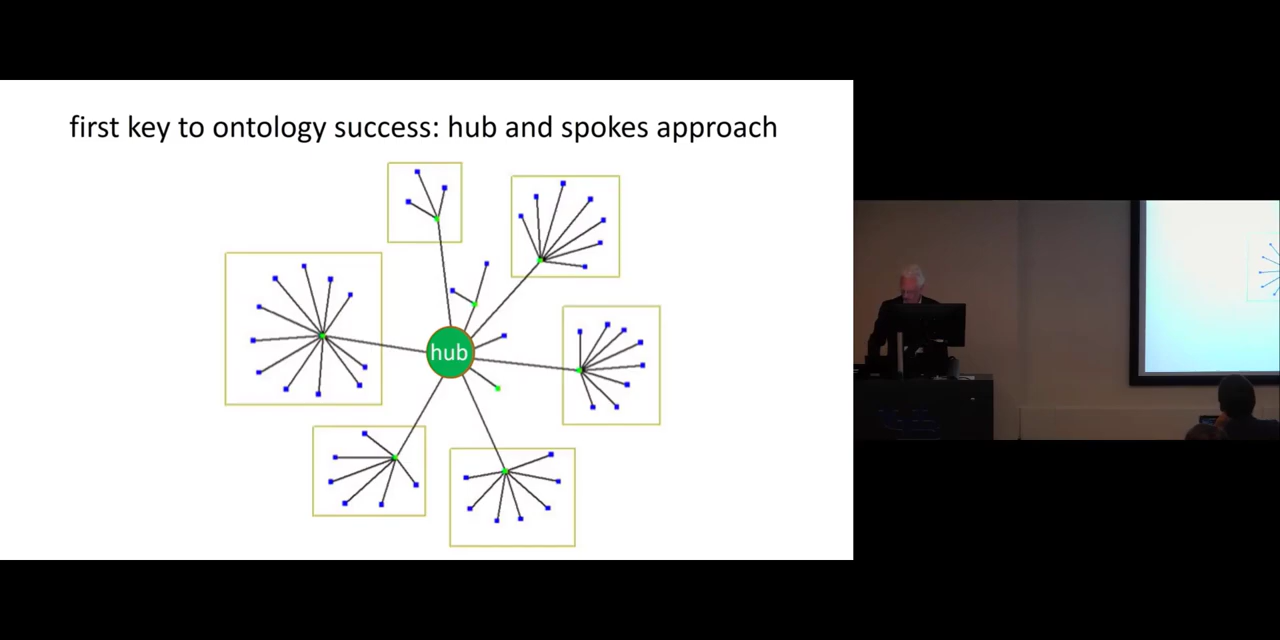 first key to ontology success: hub and spokes approach
hub